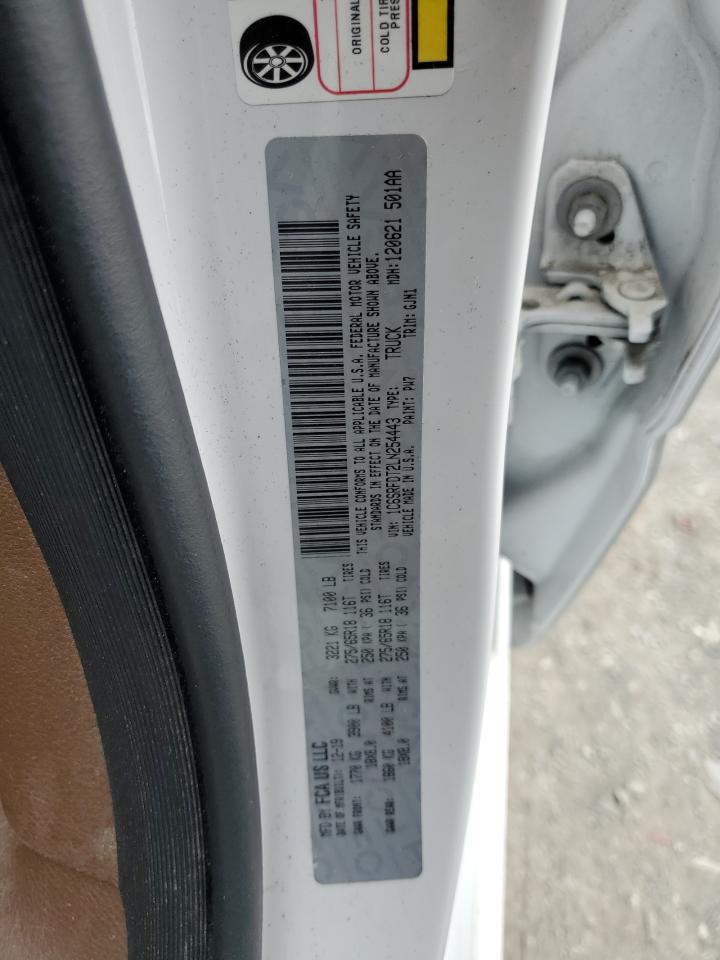 ORIGINAL
COLD TIR
PRES
MFD BY FCA US LLC
DATE OF MFR(BUILT): 12-19 GVWR: 3221 KG 7100 LB
GAWR FRONT: 1770 KG 3900 LB WITH 275/65R18 116T TIRES
18X8.0 RIMS AT 250 KPA ( 36 PSI) COLD
GAWR REAR: 1860 KG 4100 LB WITH 275/65R18 116T TIRES
18X8.0 RIMS AT 250 KPA ( 36 PSI) COLD
THIS VEHICLE CONFORMS TO ALL APPLICABLE U.S.A. FEDERAL MOTOR VEHICLE SAFETY
STANDARDS IN EFFECT ON THE DATE OF MANUFACTURE SHOWN ABOVE.
VIN: 1C6SRFDT2LN254443 TYPE: TRUCK MDH: 120621 501AA
VEHICLE MADE IN U.S.A. PAINT: PW7 TRIM: GJN1